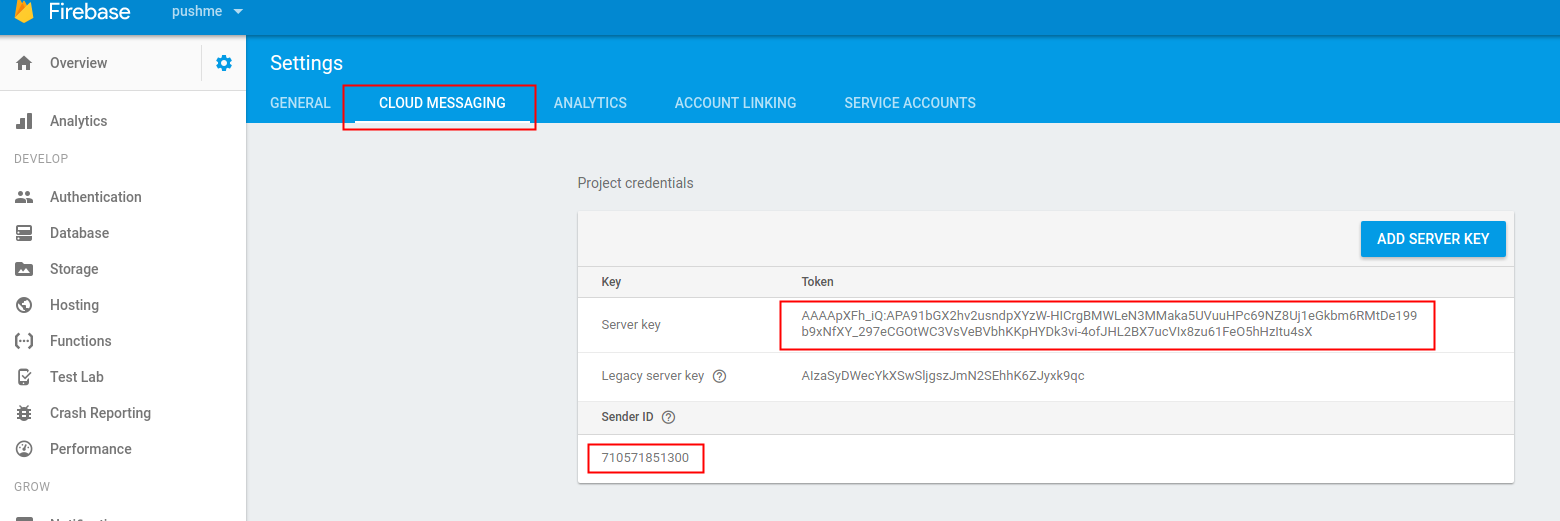 Firebase
pushme
Overview
Settings
GENERAL
CLOUD MESSAGING
ANALYTICS
ACCOUNT LINKING
SERVICE ACCOUNTS
Analytics
DEVELOP
Authentication
Database
Storage
Hosting
Functions
Test Lab
Crash Reporting
Performance
GROW
Project credentials
ADD SERVER KEY
Key
Token
Server key
AAAApXFh_iQ:APA91bGX2hv2usndpXYzW-HICrgBMWLeN3MMaka5UVuuHPc69NZ8Uj1eGkbm6RMtDe199
b9xNfXY_297eCGOtWC3VsVeBVbhKKpHYDk3vi-4ofJHL2BX7ucVIx8zu61FeO5hHzItu4sX
Legacy server key
AIzaSyDWecYkXSwSljgszJmN2SEhhK6ZJyxk9qc
Sender ID
710571851300